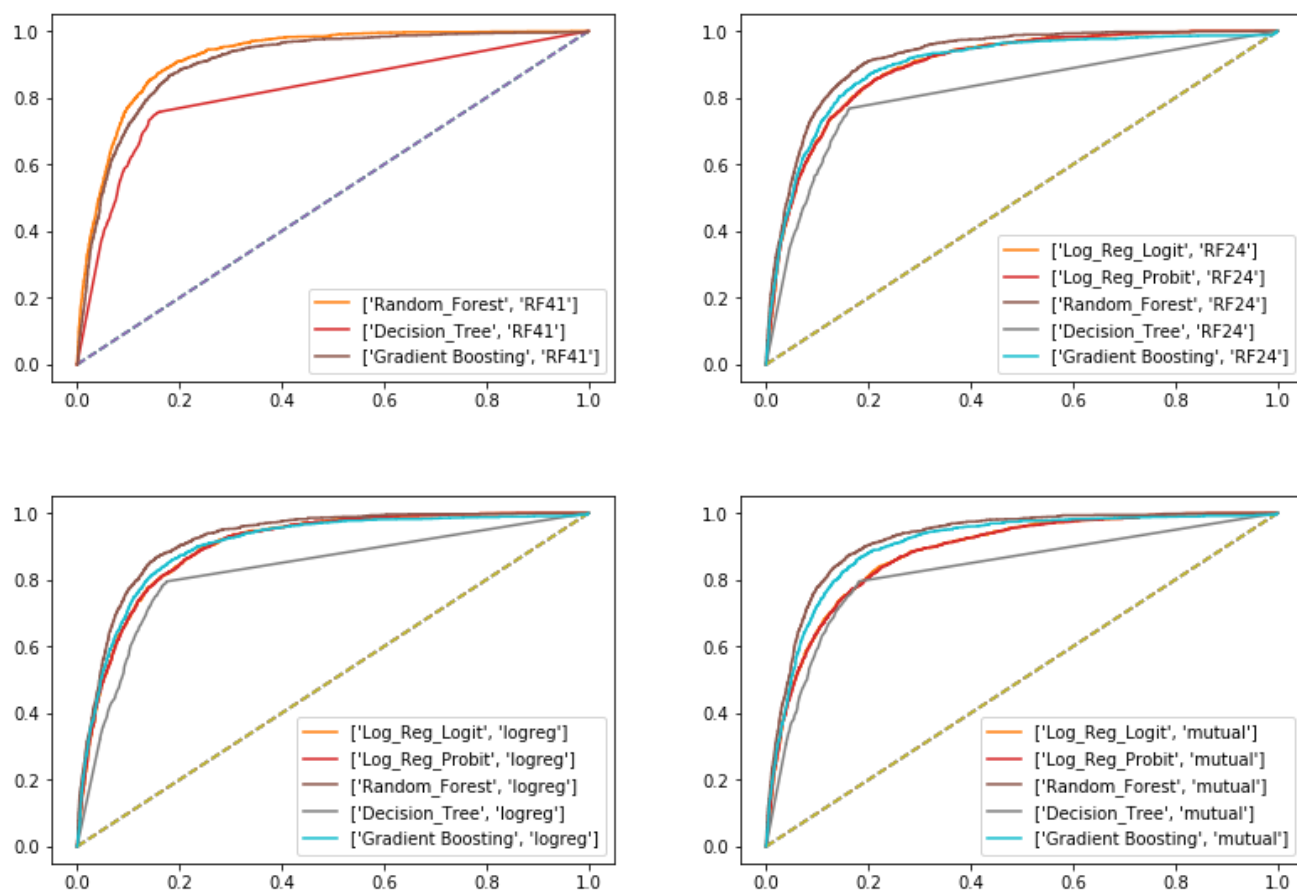 1.0
0.8
0.6
0.4
0.2
0.0
0.0 0.2 0.4 0.6 0.8 1.0
['Random_Forest', 'RF41']
['Decision_Tree', 'RF41']
['Gradient Boosting', 'RF41']
1.0
0.8
0.6
0.4
0.2
0.0
0.0 0.2 0.4 0.6 0.8 1.0
['Log_Reg_Logit', 'RF24']
['Log_Reg_Probit', 'RF24']
['Random_Forest', 'RF24']
['Decision_Tree', 'RF24']
['Gradient Boosting', 'RF24']
1.0
0.8
0.6
0.4
0.2
0.0
0.0 0.2 0.4 0.6 0.8 1.0
['Log_Reg_Logit', 'logreg']
['Log_Reg_Probit', 'logreg']
['Random_Forest', 'logreg']
['Decision_Tree', 'logreg']
['Gradient Boosting', 'logreg']
1.0
0.8
0.6
0.4
0.2
0.0
0.0 0.2 0.4 0.6 0.8 1.0
['Log_Reg_Logit', 'mutual']
['Log_Reg_Probit', 'mutual']
['Random_Forest', 'mutual']
['Decision_Tree', 'mutual']
['Gradient Boosting', 'mutual']